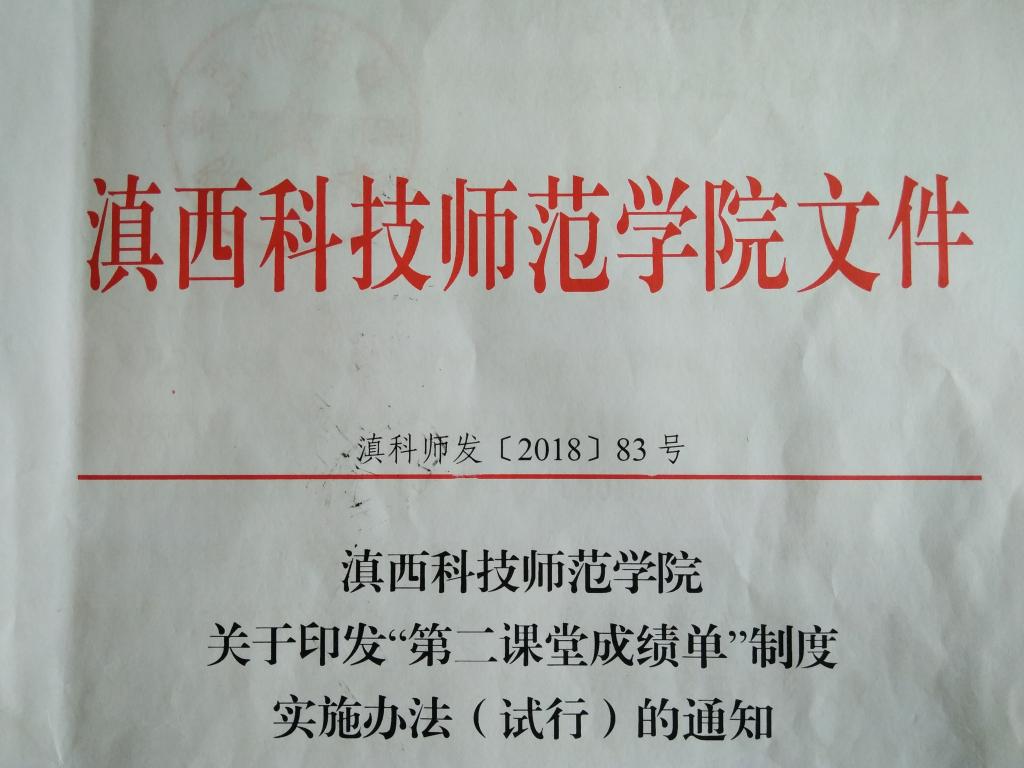 滇西科技师范学院文件
滇科师发〔2018〕83 号
滇西科技师范学院
关于印发“第二课堂成绩单”制度
实施办法（试行）的通知